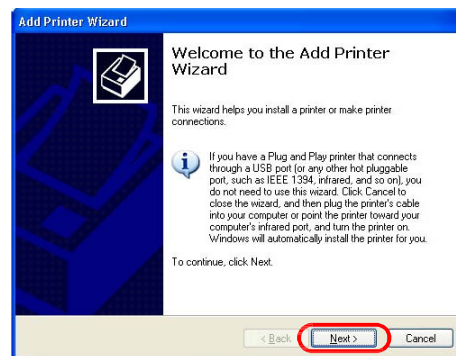 Add Printer Wizard
Welcome to the Add Printer
Wizard
This wizard helps you install a printer or make printer
connections.
If you have a Plug and Play printer that connects
through a USB port (or any other hot pluggable
port, such as IEEE 1394, infrared, and so on), you
do not need to use this wizard. Click Cancel to
close the wizard, and then plug the printer's cable
into your computer or point the printer toward your
computer's infrared port, and turn the printer on.
Windows will automatically install the printer for you.
To continue, click Next.
< Back Next > Cancel